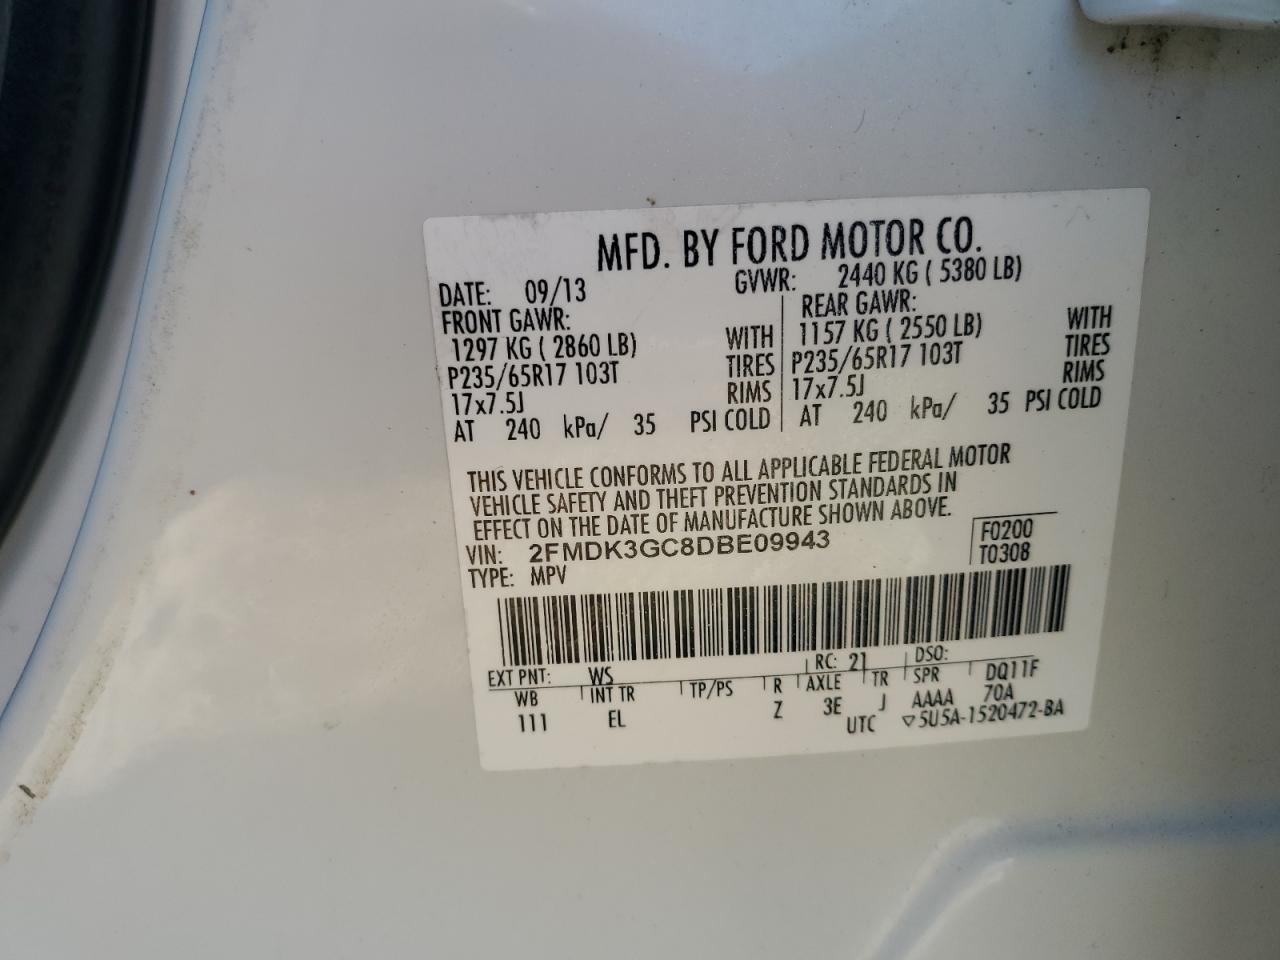 MFD. BY FORD MOTOR CO.
DATE: 09/13 GVWR: 2440 KG ( 5380 LB)
FRONT GAWR:
1297 KG ( 2860 LB) WITH
P235/65R17 103T TIRES
17x7.5J RIMS
AT 240 kPa/ 35 PSI COLD
REAR GAWR:
1157 KG ( 2550 LB) WITH
P235/65R17 103T TIRES
17x7.5J RIMS
AT 240 kPa/ 35 PSI COLD
THIS VEHICLE CONFORMS TO ALL APPLICABLE FEDERAL MOTOR
VEHICLE SAFETY AND THEFT PREVENTION STANDARDS IN
EFFECT ON THE DATE OF MANUFACTURE SHOWN ABOVE.
VIN: 2FMDK3GC8DBE09943 F0200
TYPE: MPV T0308
EXT PNT: WS RC: 21 DSO:
WB INT TR TP/PS R AXLE TR SPR DQ11F
111 EL Z 3E J AAAA 70A
UTC ▽5U5A-1520472-BA